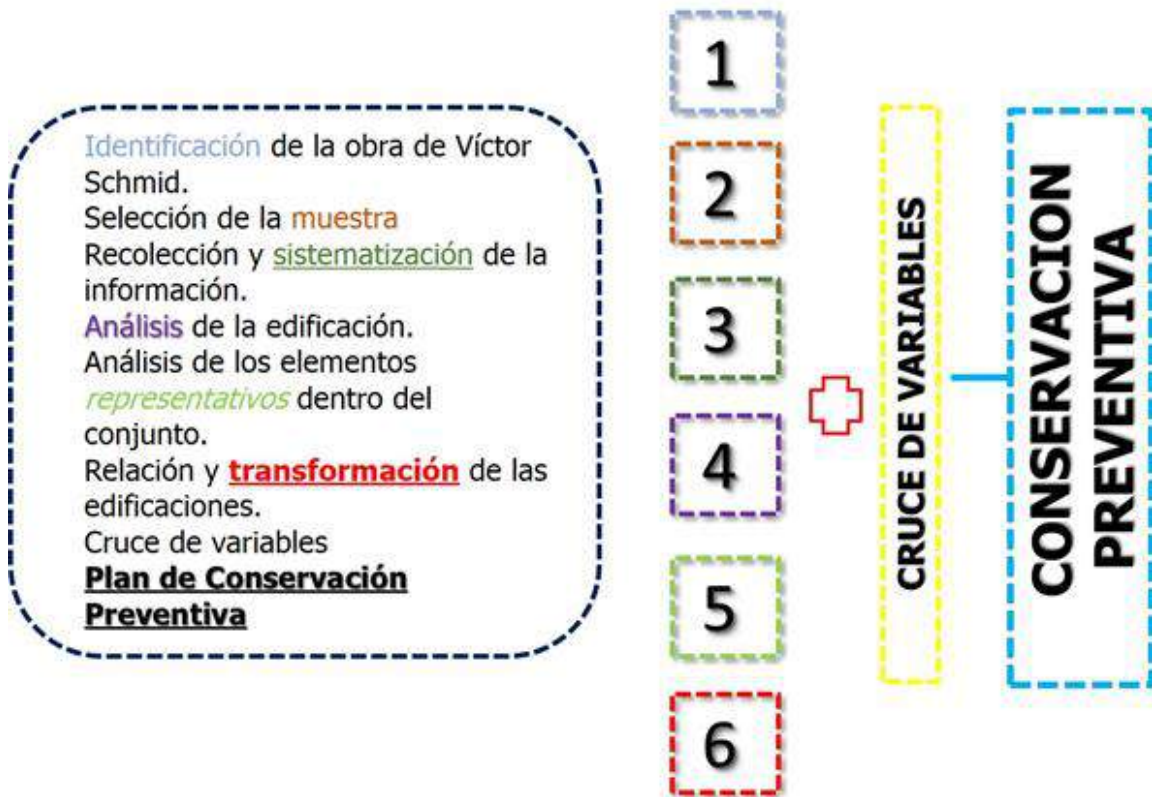 Identificación de la obra de Víctor
Schmid.
Selección de la muestra
Recolección y sistematización de la
información.
Análisis de la edificación.
Análisis de los elementos
representativos dentro del
conjunto.
Relación y transformación de las
edificaciones.
Cruce de variables
Plan de Conservación
Preventiva
1
2
3
4
5
6
CRUCE DE VARIABLES
CONSERVACION
PREVENTIVA